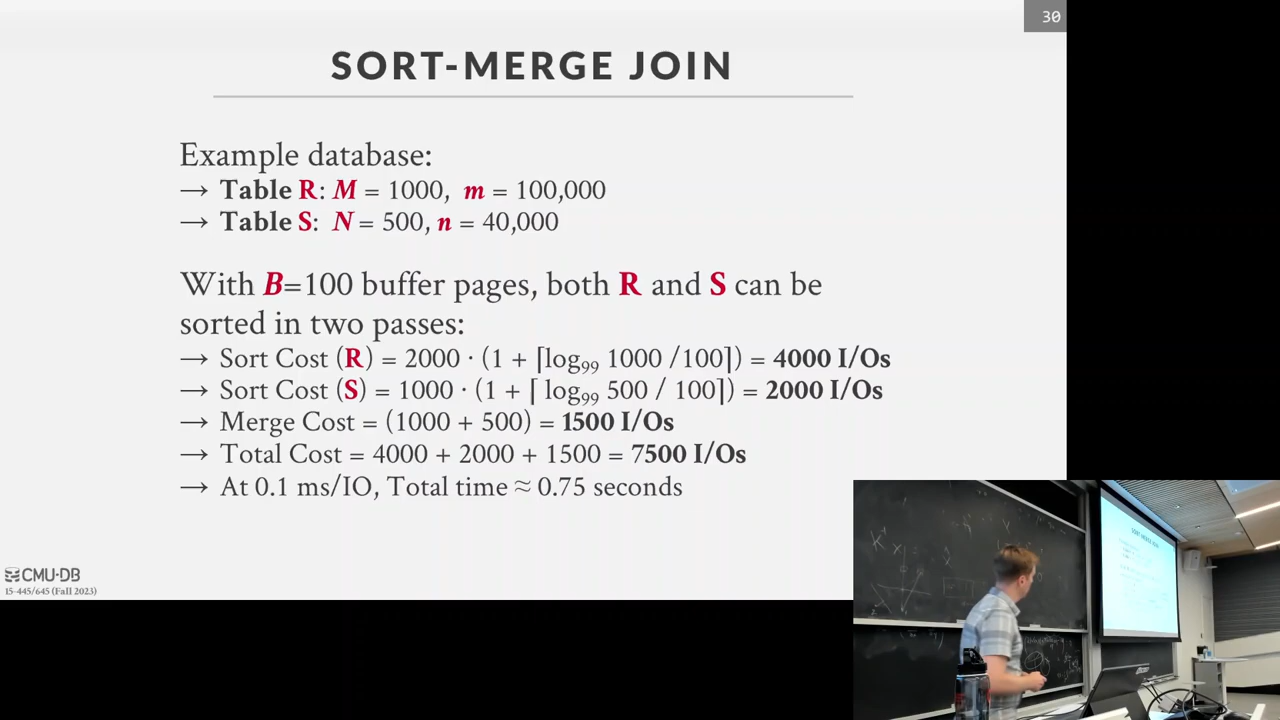 30
SORT-MERGE JOIN
Example database:
→ Table R: M = 1000, m = 100,000
→ Table S: N = 500, n = 40,000
With B=100 buffer pages, both R and S can be
sorted in two passes:
→ Sort Cost (R) = 2000 · (1 + ⌈log₉₉ 1000 /100⌉) = 4000 I/Os
→ Sort Cost (S) = 1000 · (1 + ⌈ log₉₉ 500 / 100⌉) = 2000 I/Os
→ Merge Cost = (1000 + 500) = 1500 I/Os
→ Total Cost = 4000 + 2000 + 1500 = 7500 I/Os
→ At 0.1 ms/IO, Total time ≈ 0.75 seconds
CMU·DB
15-445/645 (Fall 2023)
SORT-MERGE JOIN